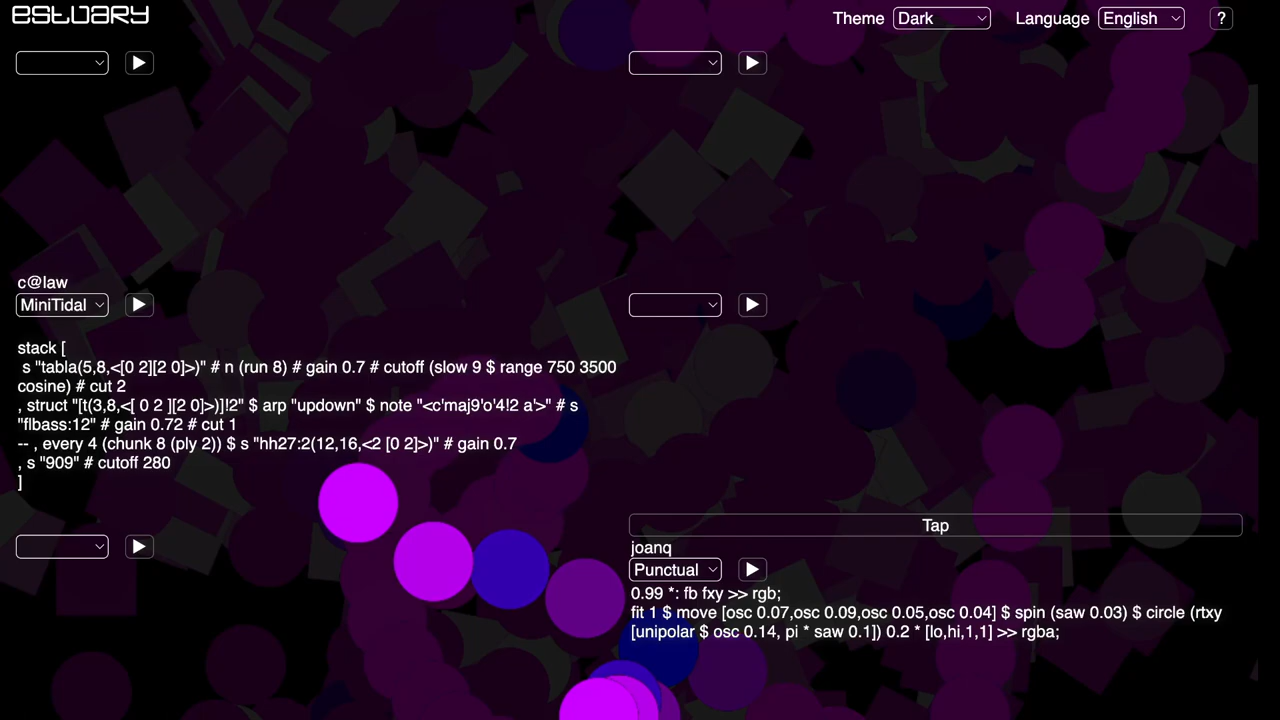 estuary
Theme Dark Language English ?
c@law
MiniTidal
stack [
s "tabla(5,8,<[0 2][2 0]>)" # n (run 8) # gain 0.7 # cutoff (slow 9 $ range 750 3500
cosine) # cut 2
, struct "[t(3,8,<[ 0 2 ][2 0]>)]!2" $ arp "updown" $ note "<c'maj9'o'4!2 a'>" # s
"flbass:12" # gain 0.72 # cut 1
-- , every 4 (chunk 8 (ply 2)) $ s "hh27:2(12,16,<2 [0 2]>)" # gain 0.7
, s "909" # cutoff 280
]
Tap
joanq
Punctual
0.99 *: fb fxy >> rgb;
fit 1 $ move [osc 0.07,osc 0.09,osc 0.05,osc 0.04] $ spin (saw 0.03) $ circle (rtxy
[unipolar $ osc 0.14, pi * saw 0.1]) 0.2 * [lo,hi,1,1] >> rgba;